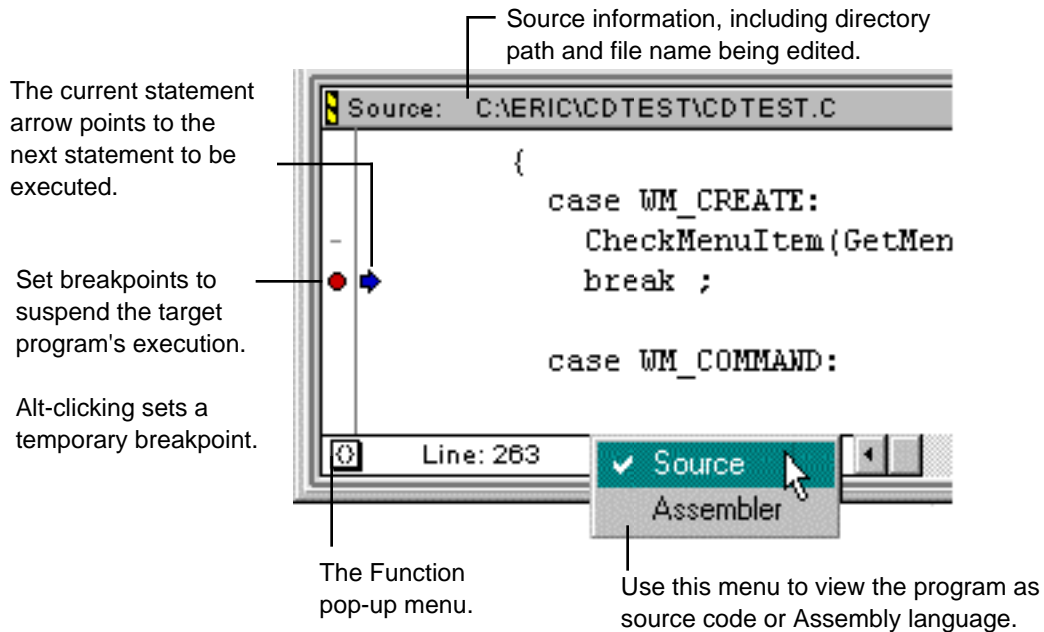 Source information, including directory
path and file name being edited.
The current statement
arrow points to the
next statement to be
executed.
Source: C:\ERIC\CDTEST\CDTEST.C
{
case WM_CREATE:
CheckMenuItem(GetMen
break ;
case WM_COMMAND:
Set breakpoints to
suspend the target
program's execution.
Alt-clicking sets a
temporary breakpoint.
Line: 263
Source
Assembler
The Function
pop-up menu.
Use this menu to view the program as
source code or Assembly language.